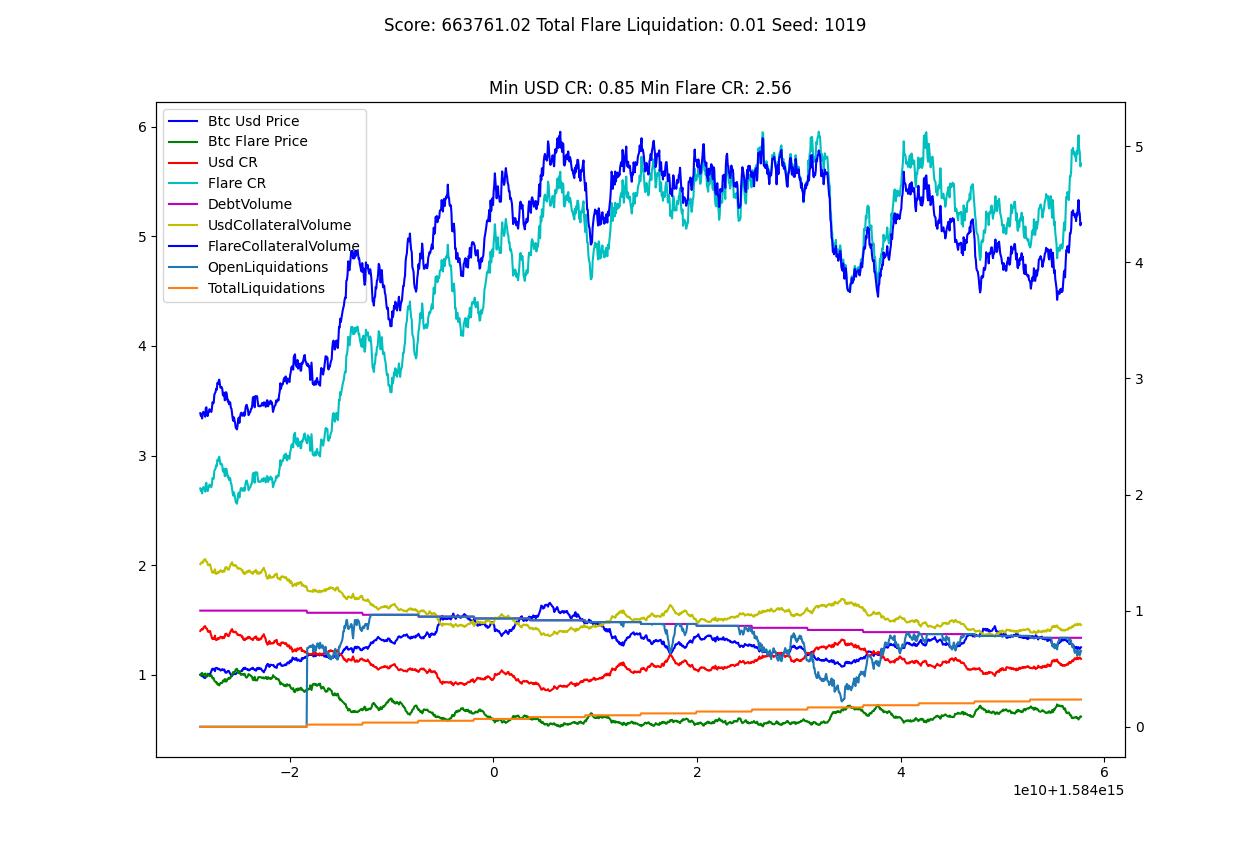 Score: 663761.02 Total Flare Liquidation: 0.01 Seed: 1019
Min USD CR: 0.85 Min Flare CR: 2.56
Btc Usd Price
Btc Flare Price
Usd CR
Flare CR
DebtVolume
UsdCollateralVolume
FlareCollateralVolume
OpenLiquidations
TotalLiquidations
6
5
4
3
2
1
5
4
3
2
1
0
−2
0
2
4
6
1e10+1.584e15